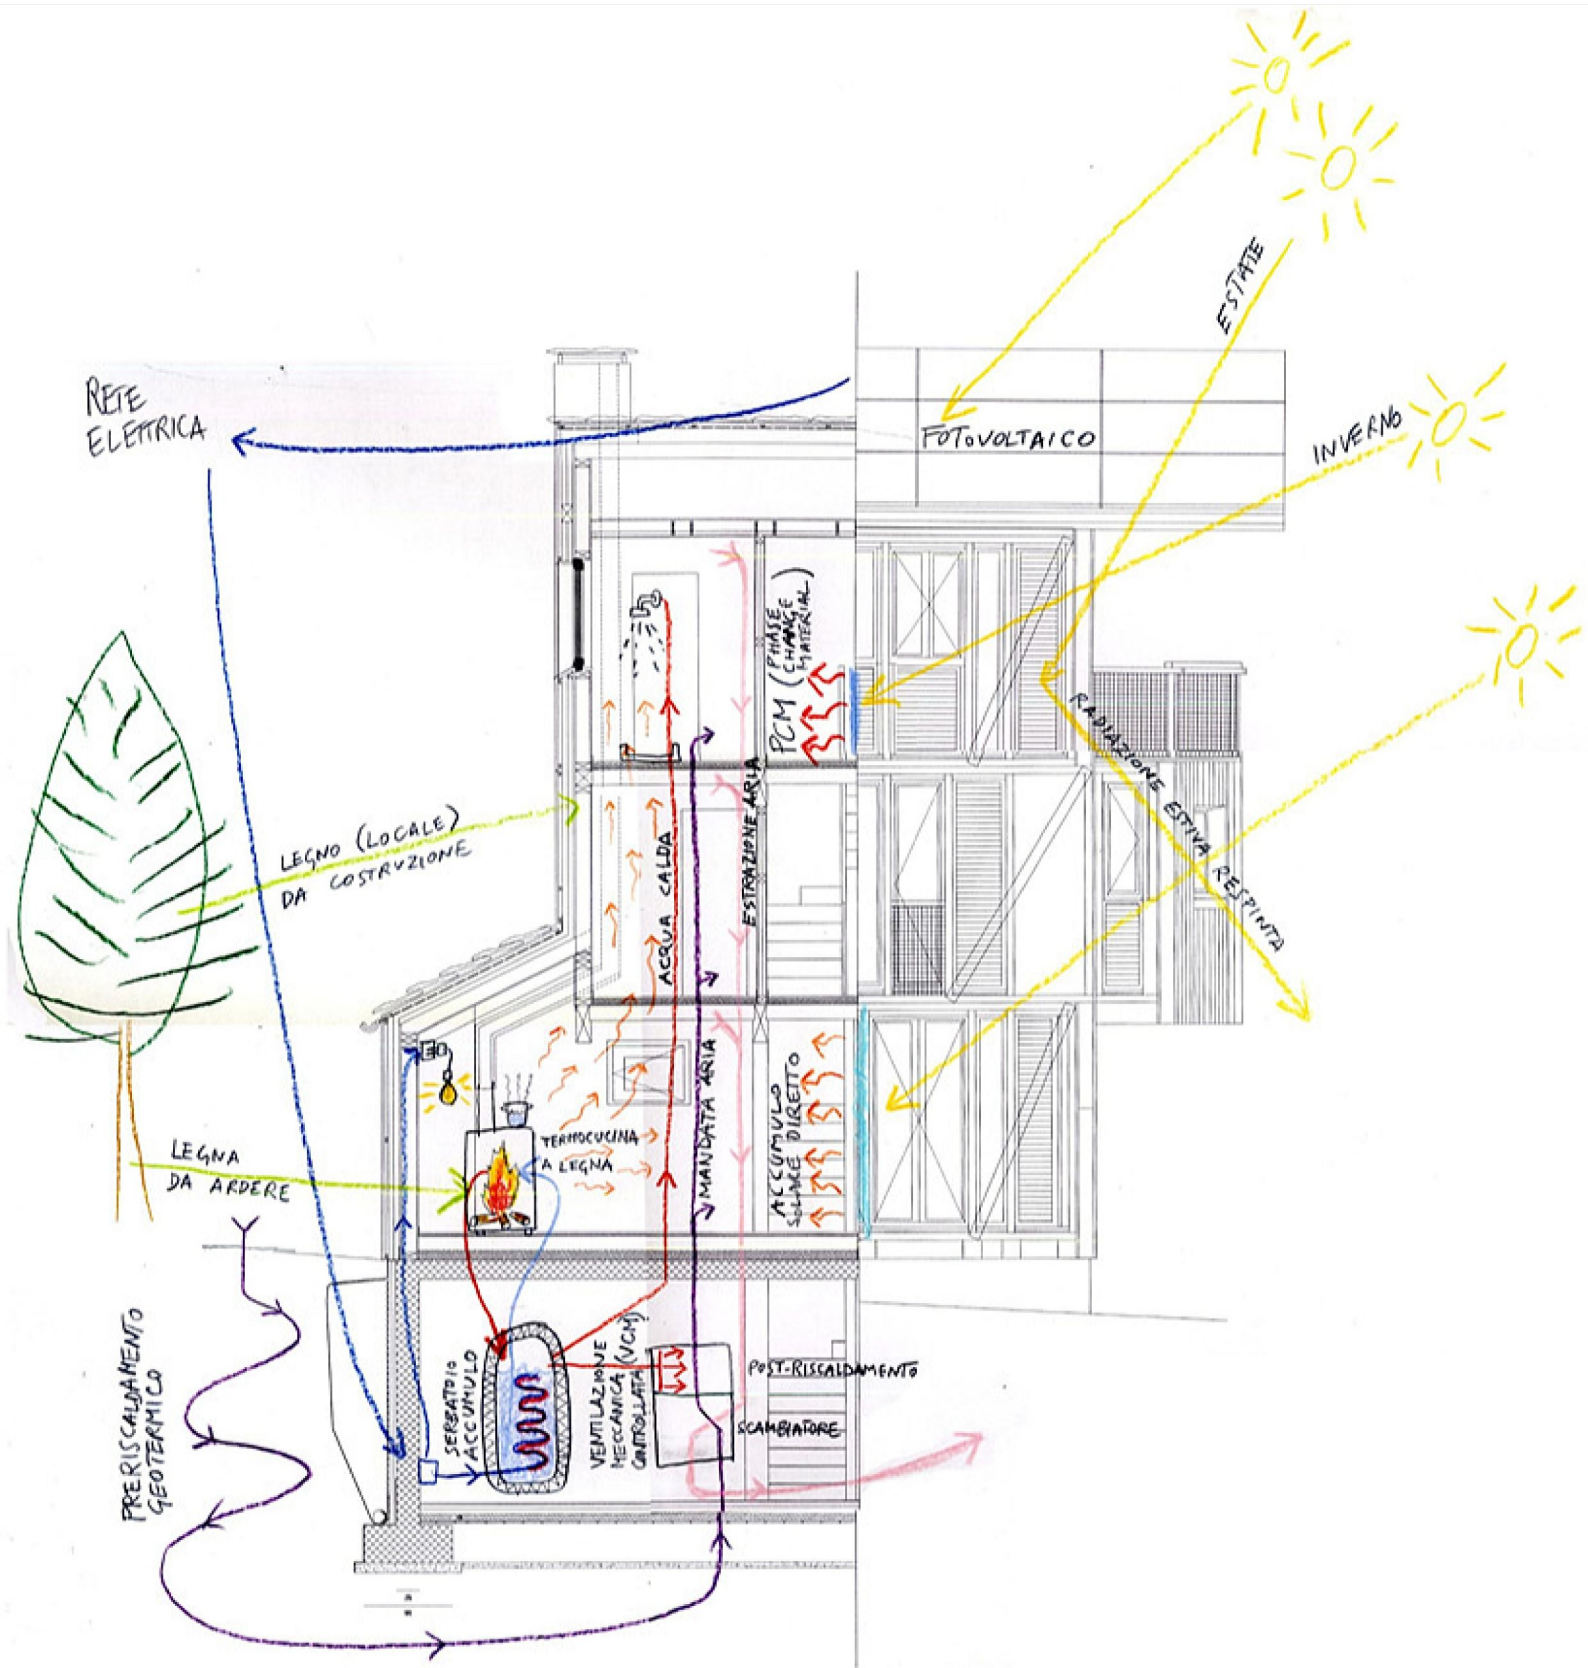 RETE
ELETTRICA
FOTOVOLTAICO
ESTATE
INVERNO
PCM (PHASE
CHANGE
MATERIAL)
RADIAZIONE ESTIVA RESPINTA
LEGNO (LOCALE)
DA COSTRUZIONE
ACQUA CALDA
ESTRAZIONE ARIA
MANDATA ARIA
ACCUMULO
SOLARE DIRETTO
TERMOCUCINA
A LEGNA
LEGNA
DA ARDERE
PRERISCALDAMENTO
GEOTERMICO
SERBATOIO
ACCUMULO
VENTILAZIONE
MECCANICA (VCM)
CONTROLLATA
POST-RISCALDAMENTO
SCAMBIATORE